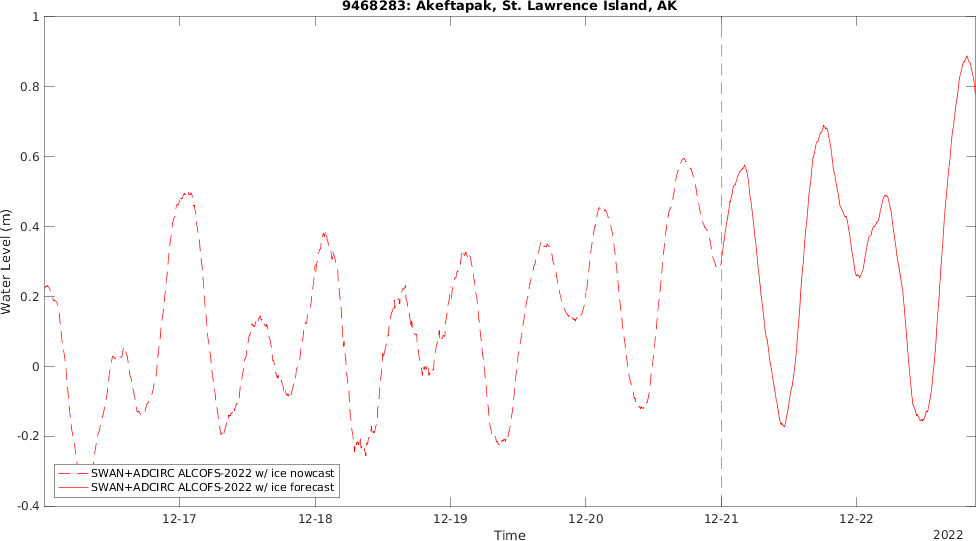 9468283: Akeftapak, St. Lawrence Island, AK
Water Level (m)
1
0.8
0.6
0.4
0.2
0
-0.2
-0.4
SWAN+ADCIRC ALCOFS-2022 w/ ice nowcast
SWAN+ADCIRC ALCOFS-2022 w/ ice forecast
12-17 12-18 12-19 12-20 12-21 12-22
Time
2022